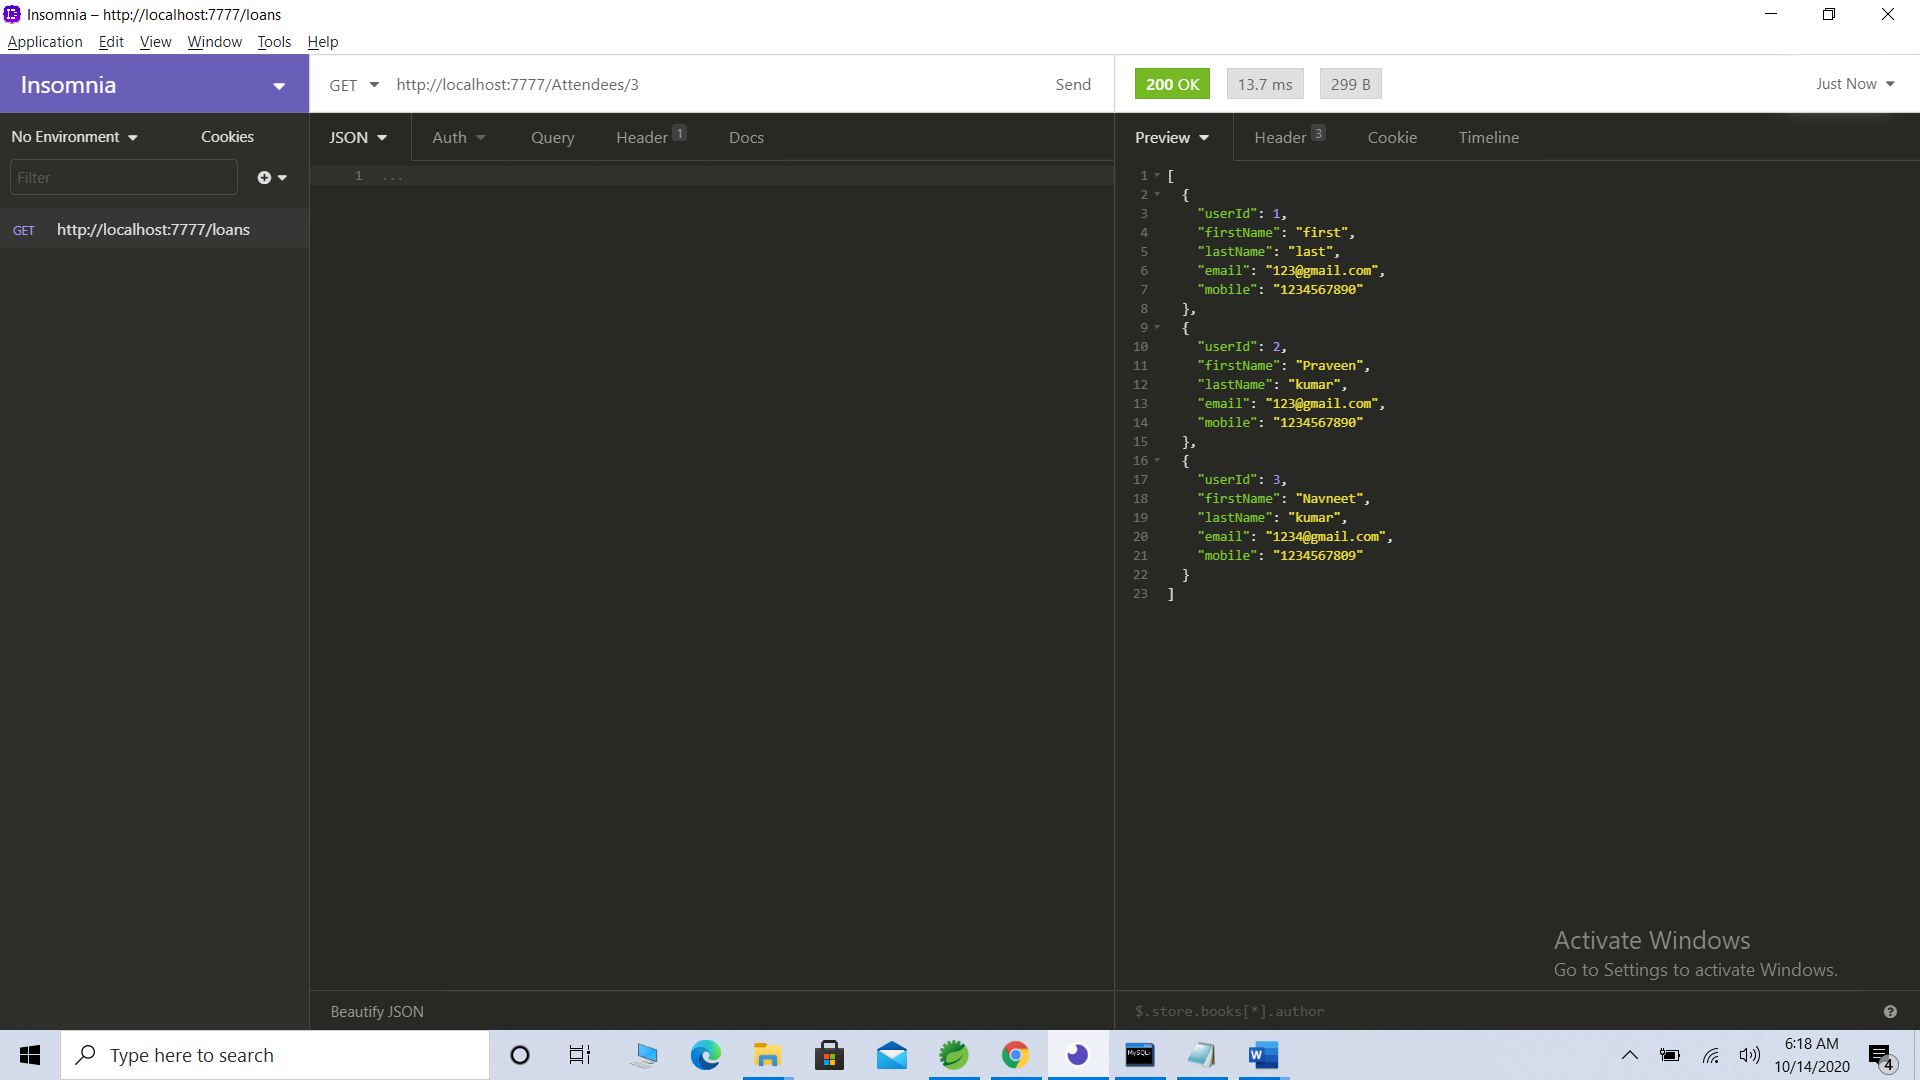 Insomnia – http://localhost:7777/loans
Application Edit View Window Tools Help
Insomnia
GET http://localhost:7777/Attendees/3 Send
200 OK 13.7 ms 299 B Just Now
No Environment Cookies
JSON Auth Query Header 1 Docs
Preview Header 3 Cookie Timeline
Filter
GET http://localhost:7777/loans
1 ...
1 [
2 {
3 "userId": 1,
4 "firstName": "first",
5 "lastName": "last",
6 "email": "123@gmail.com",
7 "mobile": "1234567890"
8 },
9 {
10 "userId": 2,
11 "firstName": "Praveen",
12 "lastName": "kumar",
13 "email": "123@gmail.com",
14 "mobile": "1234567890"
15 },
16 {
17 "userId": 3,
18 "firstName": "Navneet",
19 "lastName": "kumar",
20 "email": "1234@gmail.com",
21 "mobile": "1234567809"
22 }
23 ]
Activate Windows
Go to Settings to activate Windows.
Beautify JSON
$.store.books[*].author
Type here to search
6:18 AM
10/14/2020
4